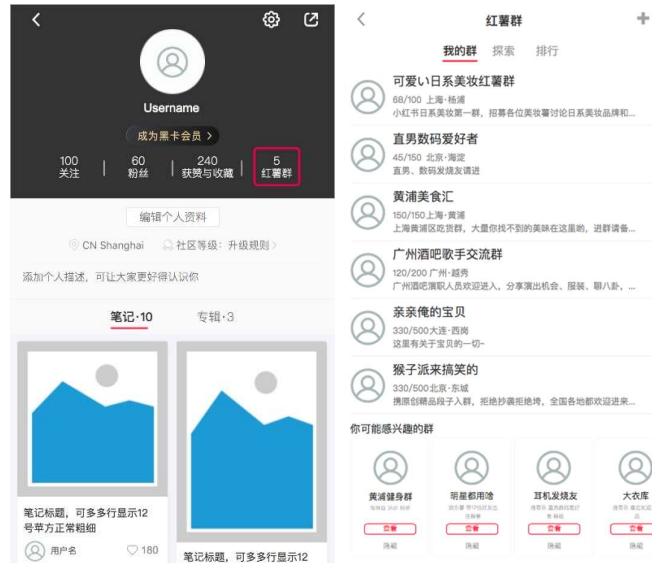 Username
成为黑卡会员 >
100 60 240 5
关注 粉丝 获赞与收藏 红薯群
编辑个人资料
CN Shanghai 社区等级：升级规则 >
添加个人描述，可让大家更好得认识你
笔记·10 专辑·3
笔记标题，可多多行显示12
号苹方正常粗细
用户名 180
笔记标题，可多多行显示12
红薯群
我的群 探索 排行
可爱い日系美妆红薯群
68/100 上海·杨浦
小红书日系美妆第一群，招募各位美妆薯讨论日系美妆品牌和...
直男数码爱好者
45/150 北京·海淀
直男、数码发烧友请进
黄浦美食汇
150/150上海·黄浦
上海黄浦区吃货群，大量你找不到的美味在这里哟，进群请备...
广州酒吧歌手交流群
120/200 广州·越秀
广州酒吧演职人员欢迎进入，分享演出机会、服装、聊八卦，...
亲亲俺的宝贝
330/500大连·西岗
这里有关于宝贝的一切~
猴子派来搞笑的
330/500北京·东城
携原创精品段子入群，拒绝抄袭拒绝垮，全国各地都欢迎进来...
你可能感兴趣的群
黄浦健身群 明星都用啥 耳机发烧友 大衣库
查看 查看 查看 查看
隐藏 隐藏 隐藏 隐藏